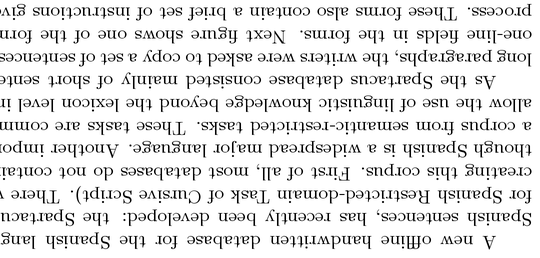 A new offline handwritten database for the Spanish lang
Spanish sentences, has recently been developed: the Spartacu
for Spanish Restricted-domain Task of Cursive Script). There
creating this corpus. First of all, most databases do not contai
though Spanish is a widespread major language. Another impor
a corpus from semantic-restricted tasks. These tasks are comm
allow the use of linguistic knowledge beyond the lexicon level in
As the Spartacus database consisted mainly of short sente
long paragraphs, the writers were asked to copy a set of sentences
one-line fields in the forms. Next figure shows one of the form
process. These forms also contain a brief set of instructions give